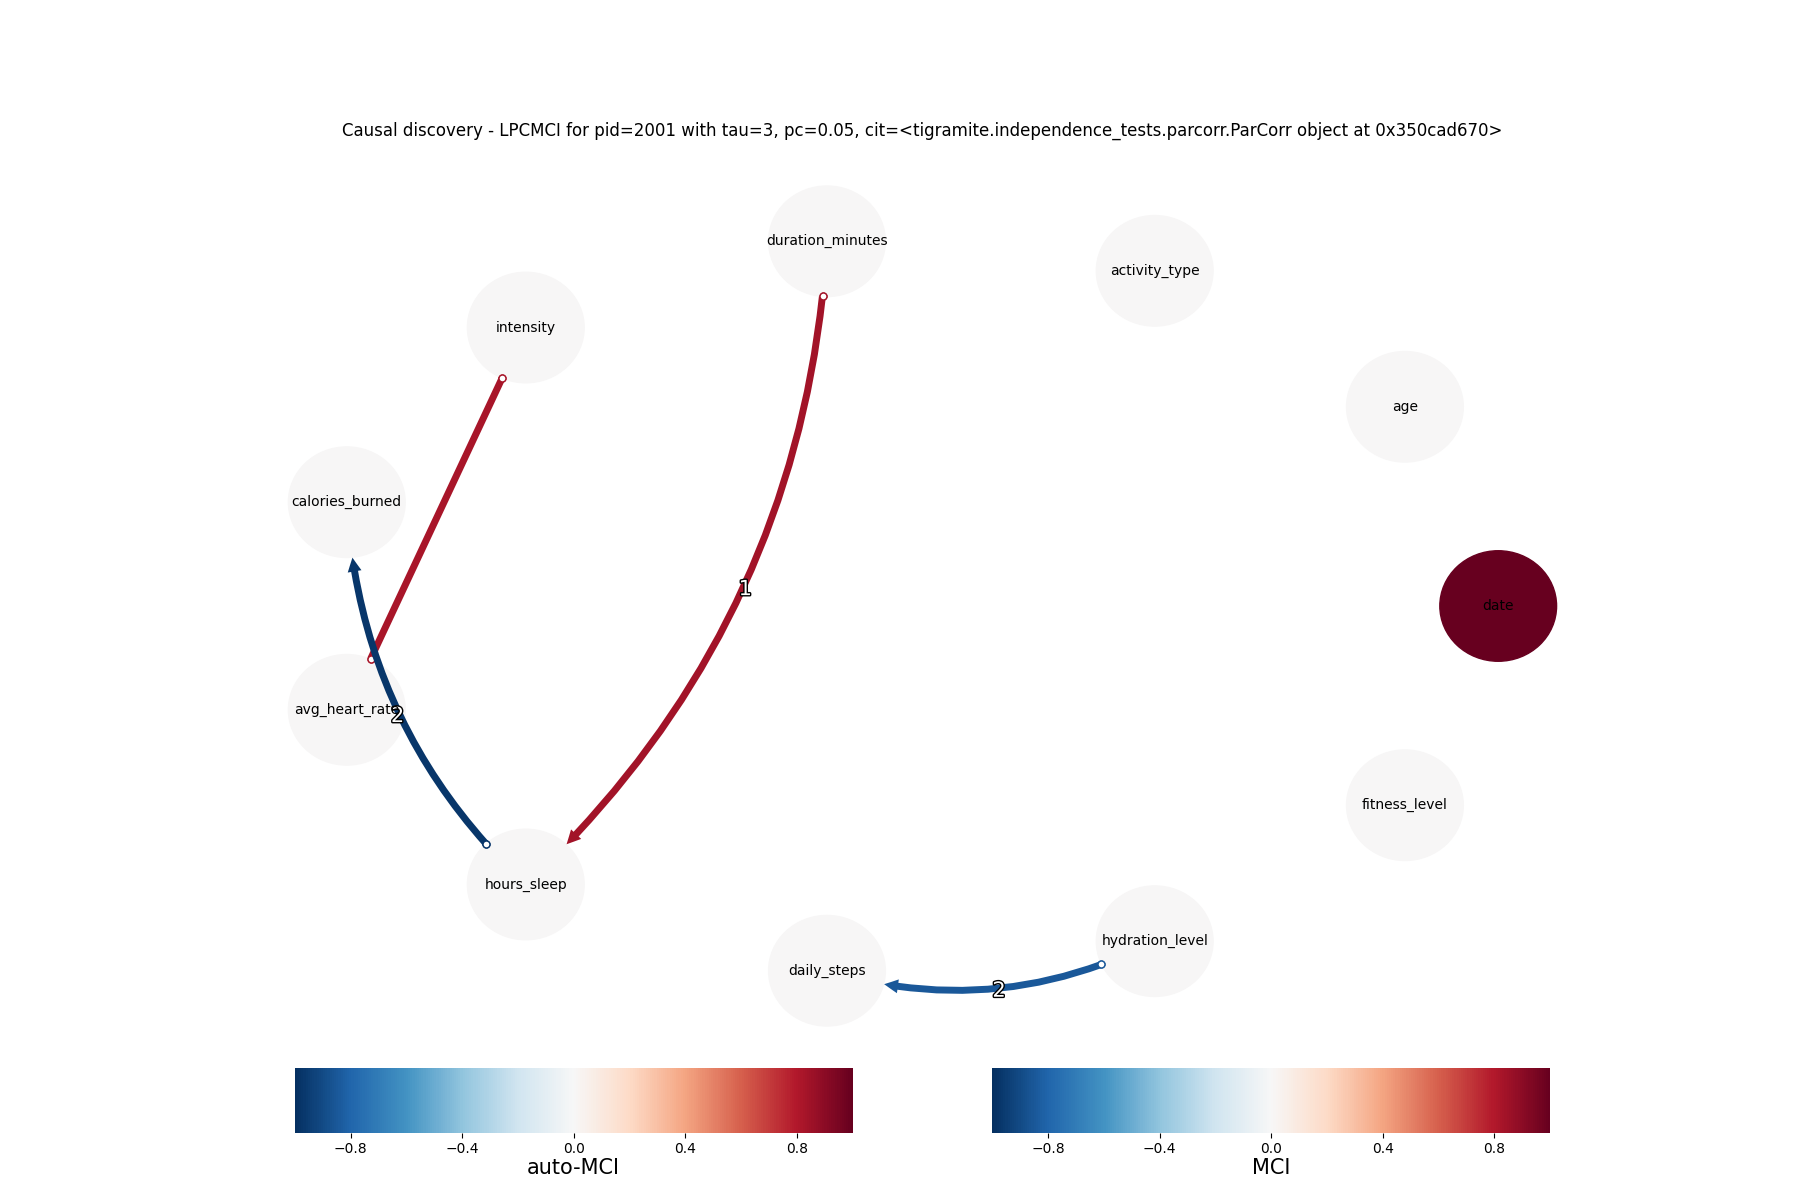 Causal discovery - LPCMCI for pid=2001 with tau=3, pc=0.05, cit=<tigramite.independence_tests.parcorr.ParCorr object at 0x350cad670>
duration_minutes
activity_type
intensity
age
calories_burned
1
date
avg_heart_rate
2
fitness_level
hours_sleep
hydration_level
daily_steps
2
−0.8 −0.4 0.0 0.4 0.8
auto-MCI
−0.8 −0.4 0.0 0.4 0.8
MCI